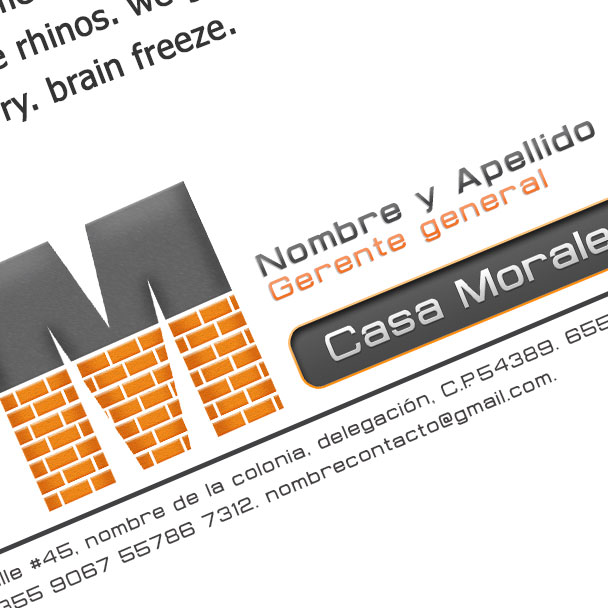 rhinos. we
ry. brain freeze.
M
Nombre y Apellido
Gerente general
Casa Morale
lle #45, nombre de la colonia, delegación, C.P.54389. 655
355 9067 55786 7312. nombrecontacto@gmail.com.